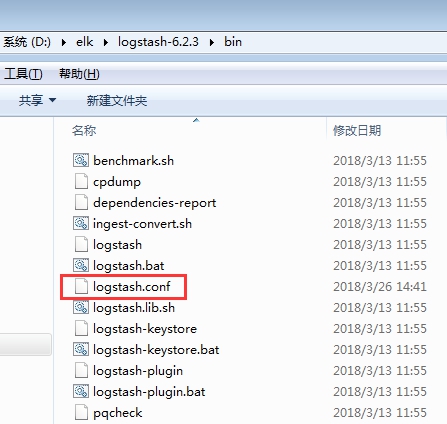 系统 (D:) ▸ elk ▸ logstash-6.2.3 ▸ bin
工具(T) 帮助(H)
共享 ▼ 新建文件夹
名称 修改日期
benchmark.sh 2018/3/13 11:55
cpdump 2018/3/13 11:55
dependencies-report 2018/3/13 11:55
ingest-convert.sh 2018/3/13 11:55
logstash 2018/3/13 11:55
logstash.bat 2018/3/13 11:55
logstash.conf 2018/3/26 14:41
logstash.lib.sh 2018/3/13 11:55
logstash-keystore 2018/3/13 11:55
logstash-keystore.bat 2018/3/13 11:55
logstash-plugin 2018/3/13 11:55
logstash-plugin.bat 2018/3/13 11:55
pqcheck 2018/3/13 11:55